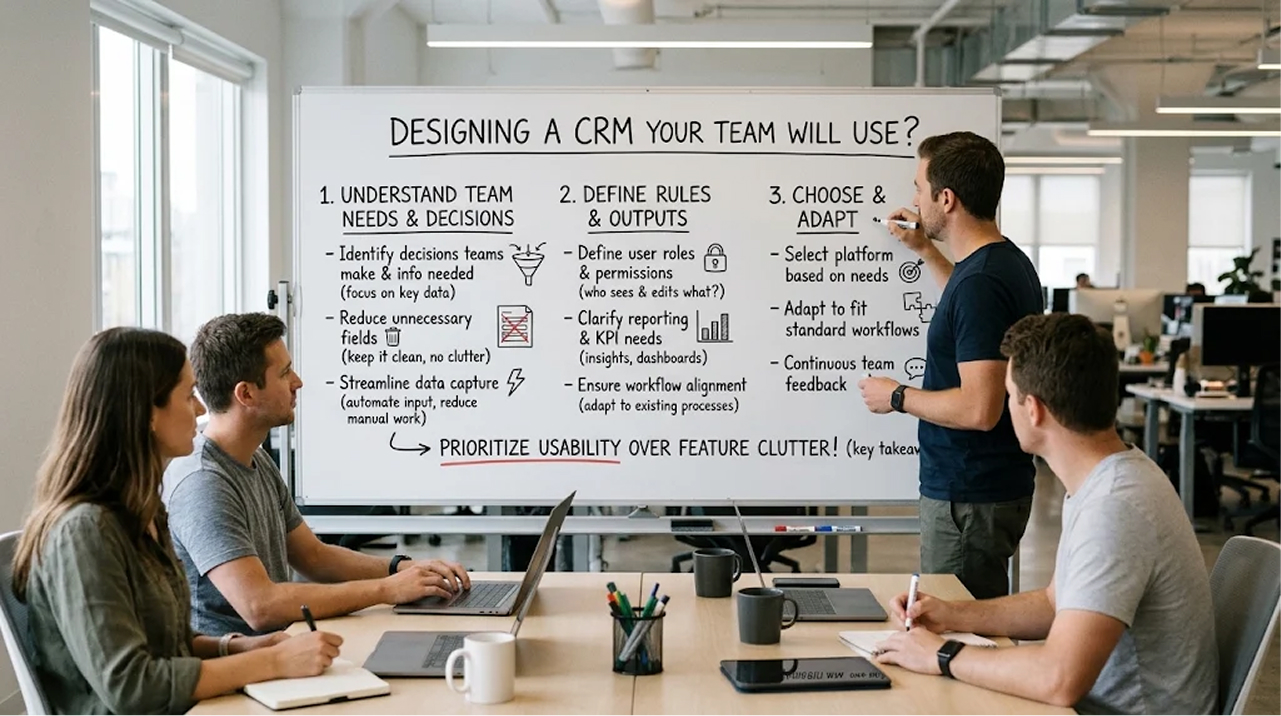 DESIGNING A CRM YOUR TEAM WILL USE?
1. UNDERSTAND TEAM
NEEDS & DECISIONS
- Identify decisions teams
make & info needed
(focus on key data)
- Reduce unnecessary
fields
(keep it clean, no clutter)
- Streamline data capture
(automate input, reduce
manual work)
2. DEFINE RULES
& OUTPUTS
- Define user roles
& permissions
(who sees & edits what?)
- Clarify reporting
& KPI needs
(insights, dashboards)
- Ensure workflow alignment
(adapt to existing processes)
3. CHOOSE &
ADAPT
- Select platform
based on needs
- Adapt to fit
standard workflows
- Continuous team
feedback
PRIORITIZE USABILITY OVER FEATURE CLUTTER! (key takeav